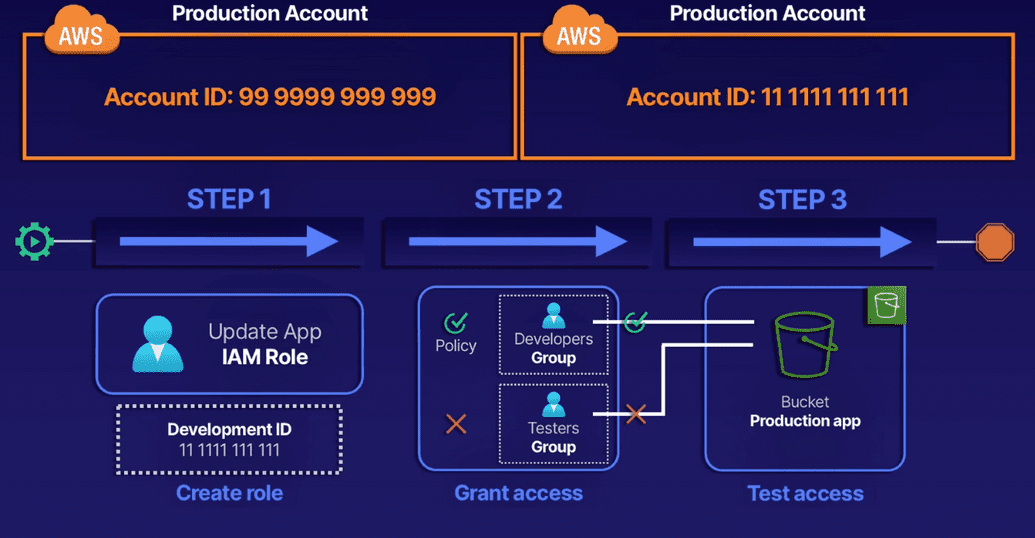 Production Account
Production Account
AWS
AWS
Account ID: 99 9999 999 999
Account ID: 11 1111 111 111
STEP 1
STEP 2
STEP 3
Update App
IAM Role
Development ID
11 1111 111 111
Create role
Policy
Developers
Group
Testers
Group
Grant access
Bucket
Production app
Test access